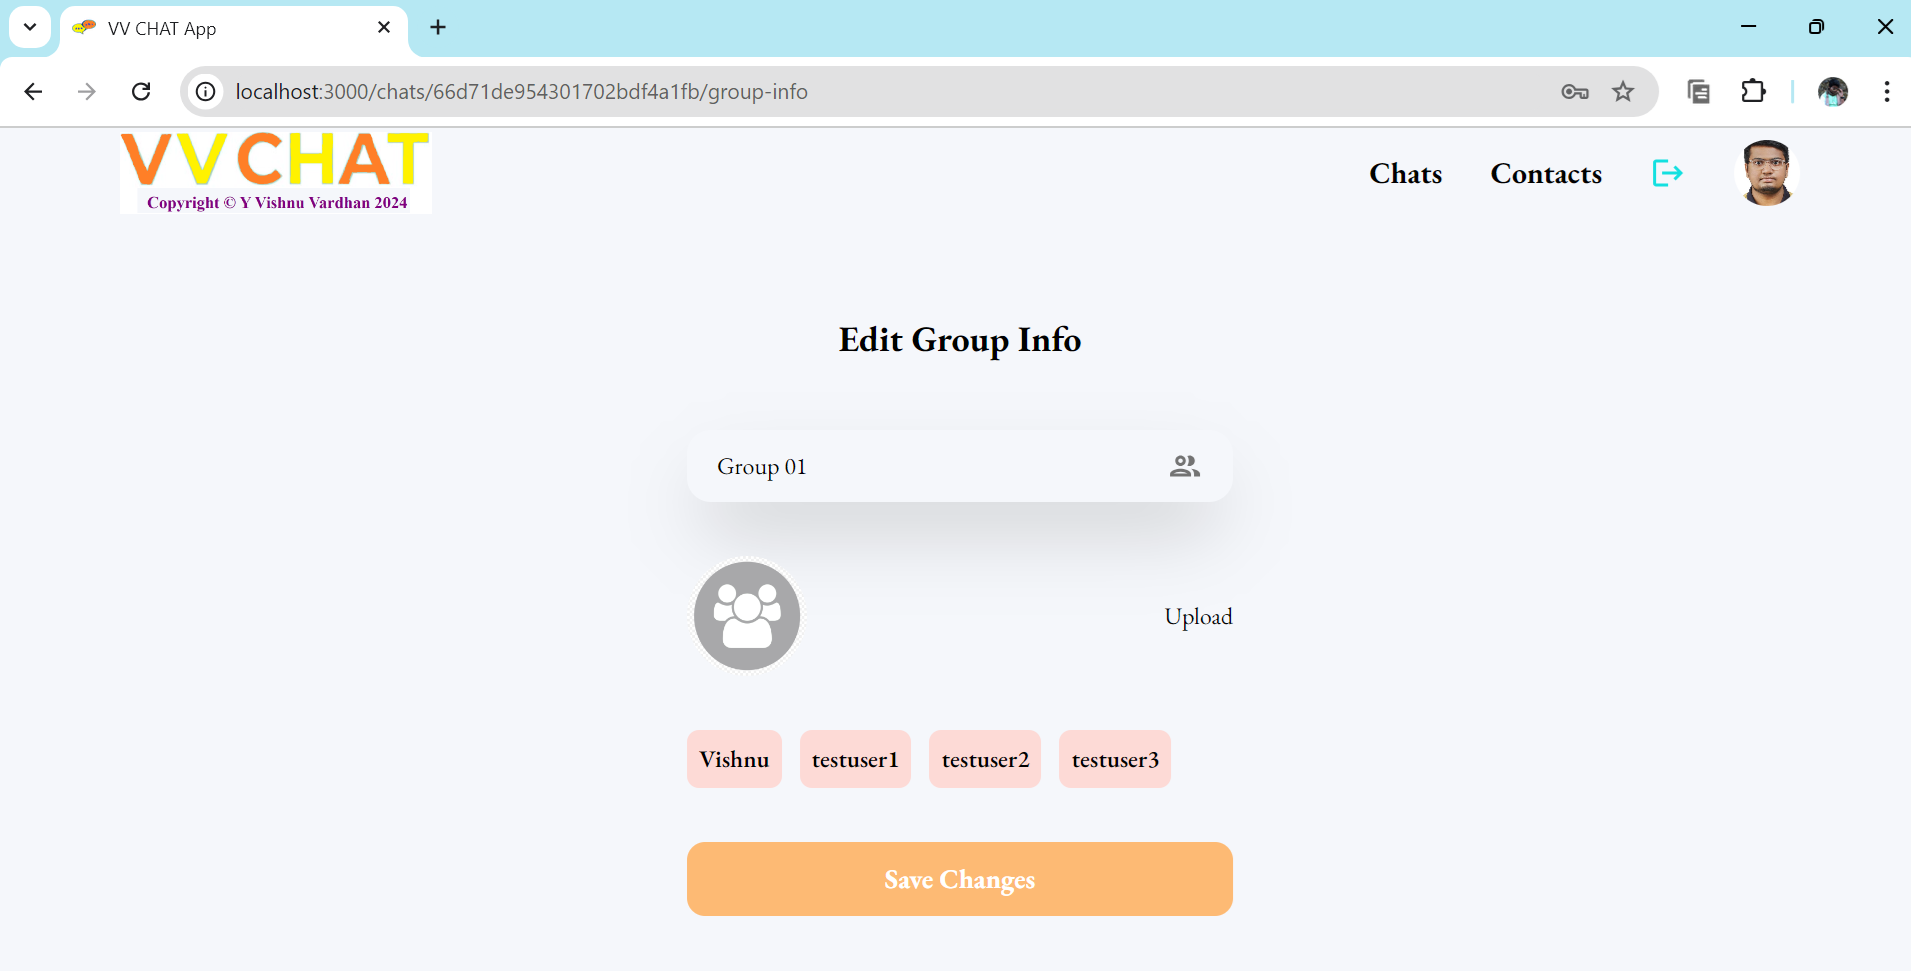 VV CHAT App
localhost:3000/chats/66d71de954301702bdf4a1fb/group-info
VVCHAT
Copyright © Y Vishnu Vardhan 2024
Chats Contacts
Edit Group Info
Group 01
Upload
Vishnu testuser1 testuser2 testuser3
Save Changes